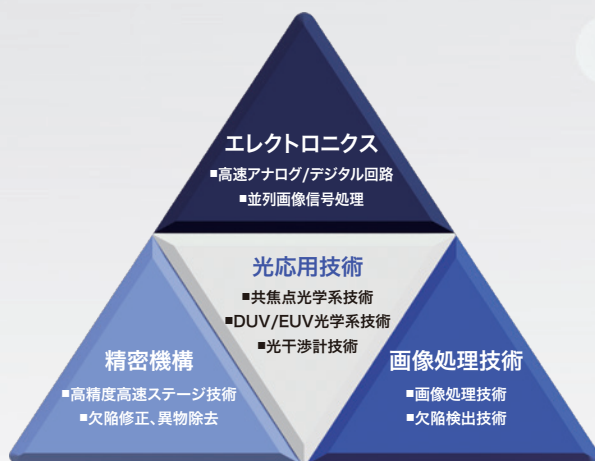 エレクトロニクス
■高速アナログ/デジタル回路
■並列画像信号処理
光応用技術
■共焦点光学系技術
■DUV/EUV光学系技術
■光干渉計技術
精密機構
■高精度高速ステージ技術
■欠陥修正、異物除去
画像処理技術
■画像処理技術
■欠陥検出技術